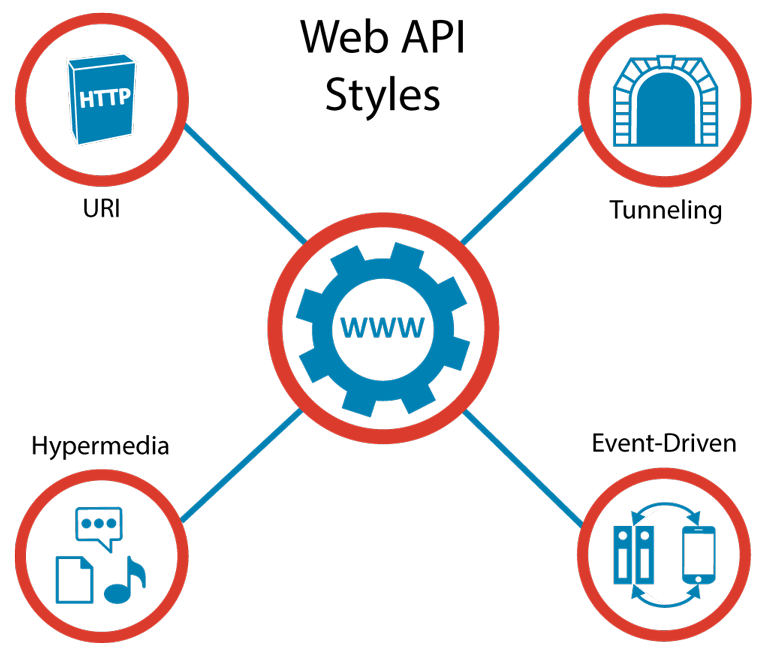 Web API
Styles
HTTP
URI
Tunneling
www
Hypermedia
Event-Driven